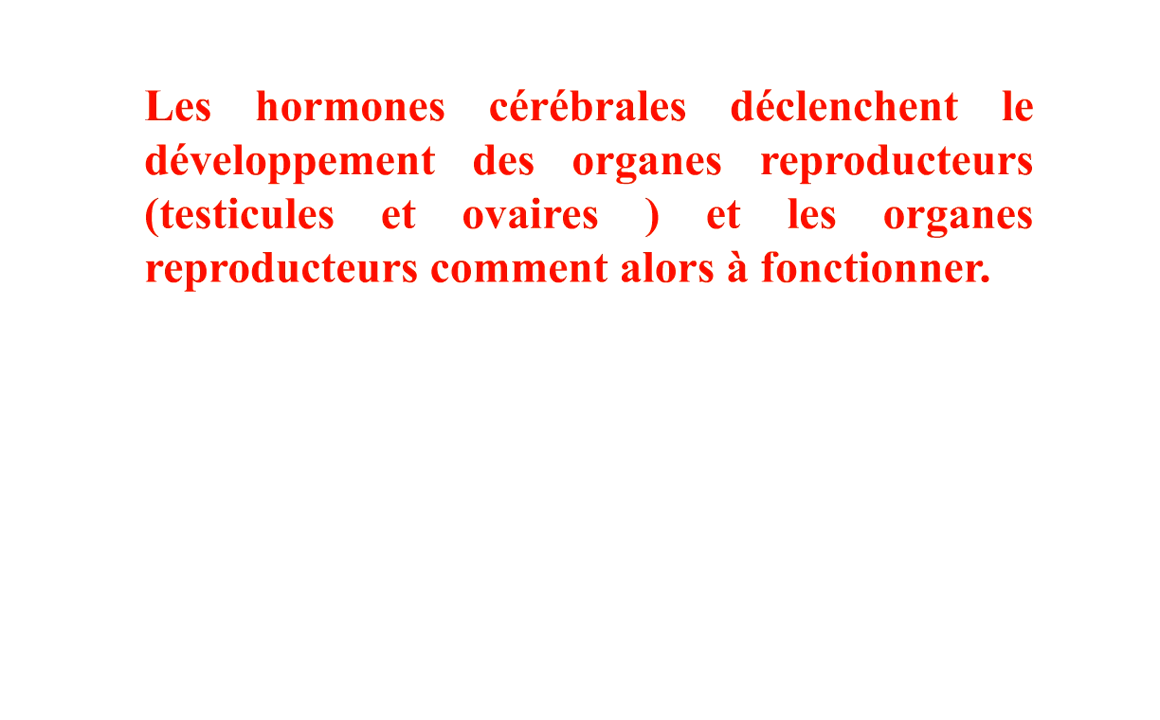 Les hormones cérébrales déclenchent le
développement des organes reproducteurs
(testicules et ovaires ) et les organes
reproducteurs comment alors à fonctionner.